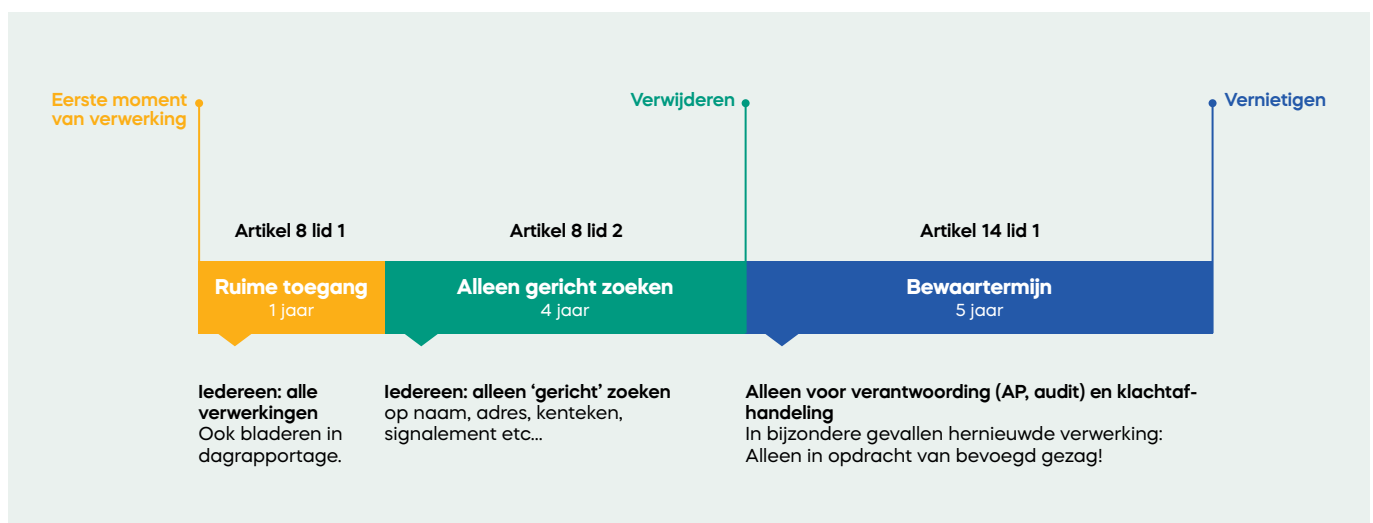 Eerste moment
van verwerking
Verwijderen
Vernietigen
Artikel 8 lid 1
Artikel 8 lid 2
Artikel 14 lid 1
Ruime toegang
1 jaar
Alleen gericht zoeken
4 jaar
Bewaartermijn
5 jaar
Iedereen: alle
verwerkingen
Ook bladeren in
dagrapportage.
Iedereen: alleen ‘gericht’ zoeken
op naam, adres, kenteken,
signalement etc...
Alleen voor verantwoording (AP, audit) en klachtaf-
handeling
In bijzondere gevallen hernieuwde verwerking:
Alleen in opdracht van bevoegd gezag!